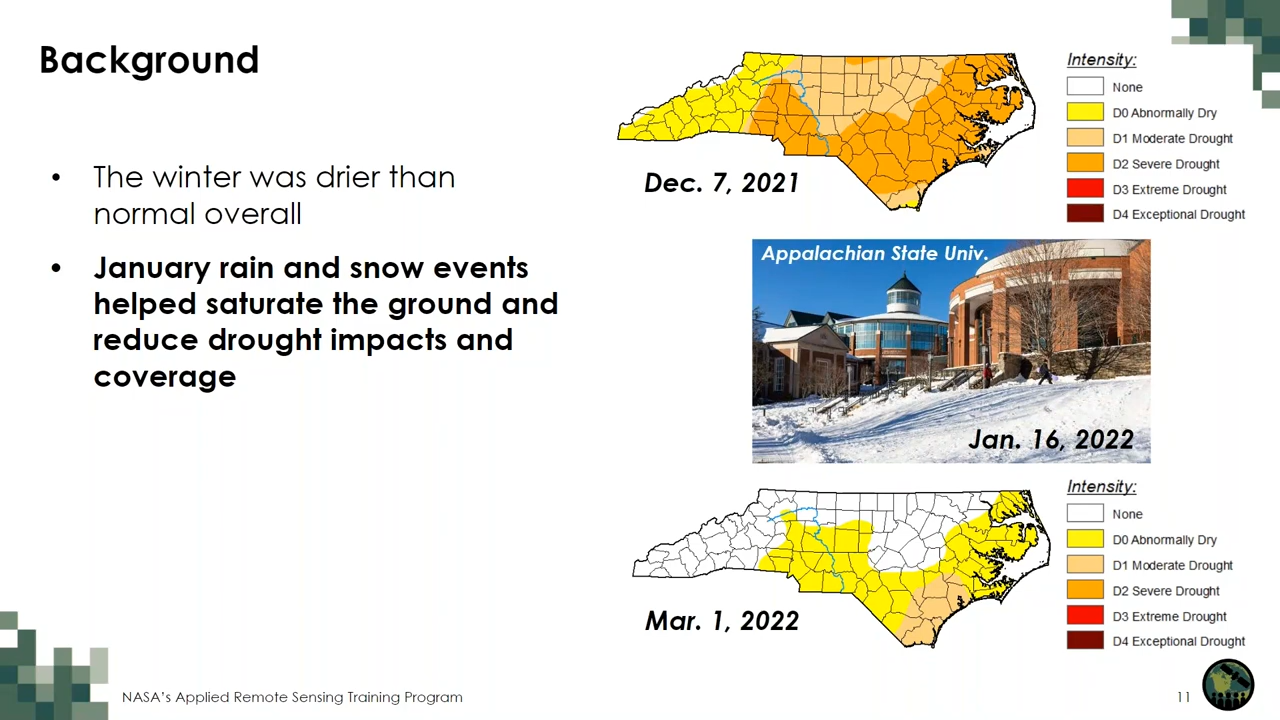 Background
• The winter was drier than
normal overall
• January rain and snow events
helped saturate the ground and
reduce drought impacts and
coverage
Dec. 7, 2021
Intensity:
None
D0 Abnormally Dry
D1 Moderate Drought
D2 Severe Drought
D3 Extreme Drought
D4 Exceptional Drought
Appalachian State Univ.
Jan. 16, 2022
Mar. 1, 2022
Intensity:
None
D0 Abnormally Dry
D1 Moderate Drought
D2 Severe Drought
D3 Extreme Drought
D4 Exceptional Drought
NASA's Applied Remote Sensing Training Program
11